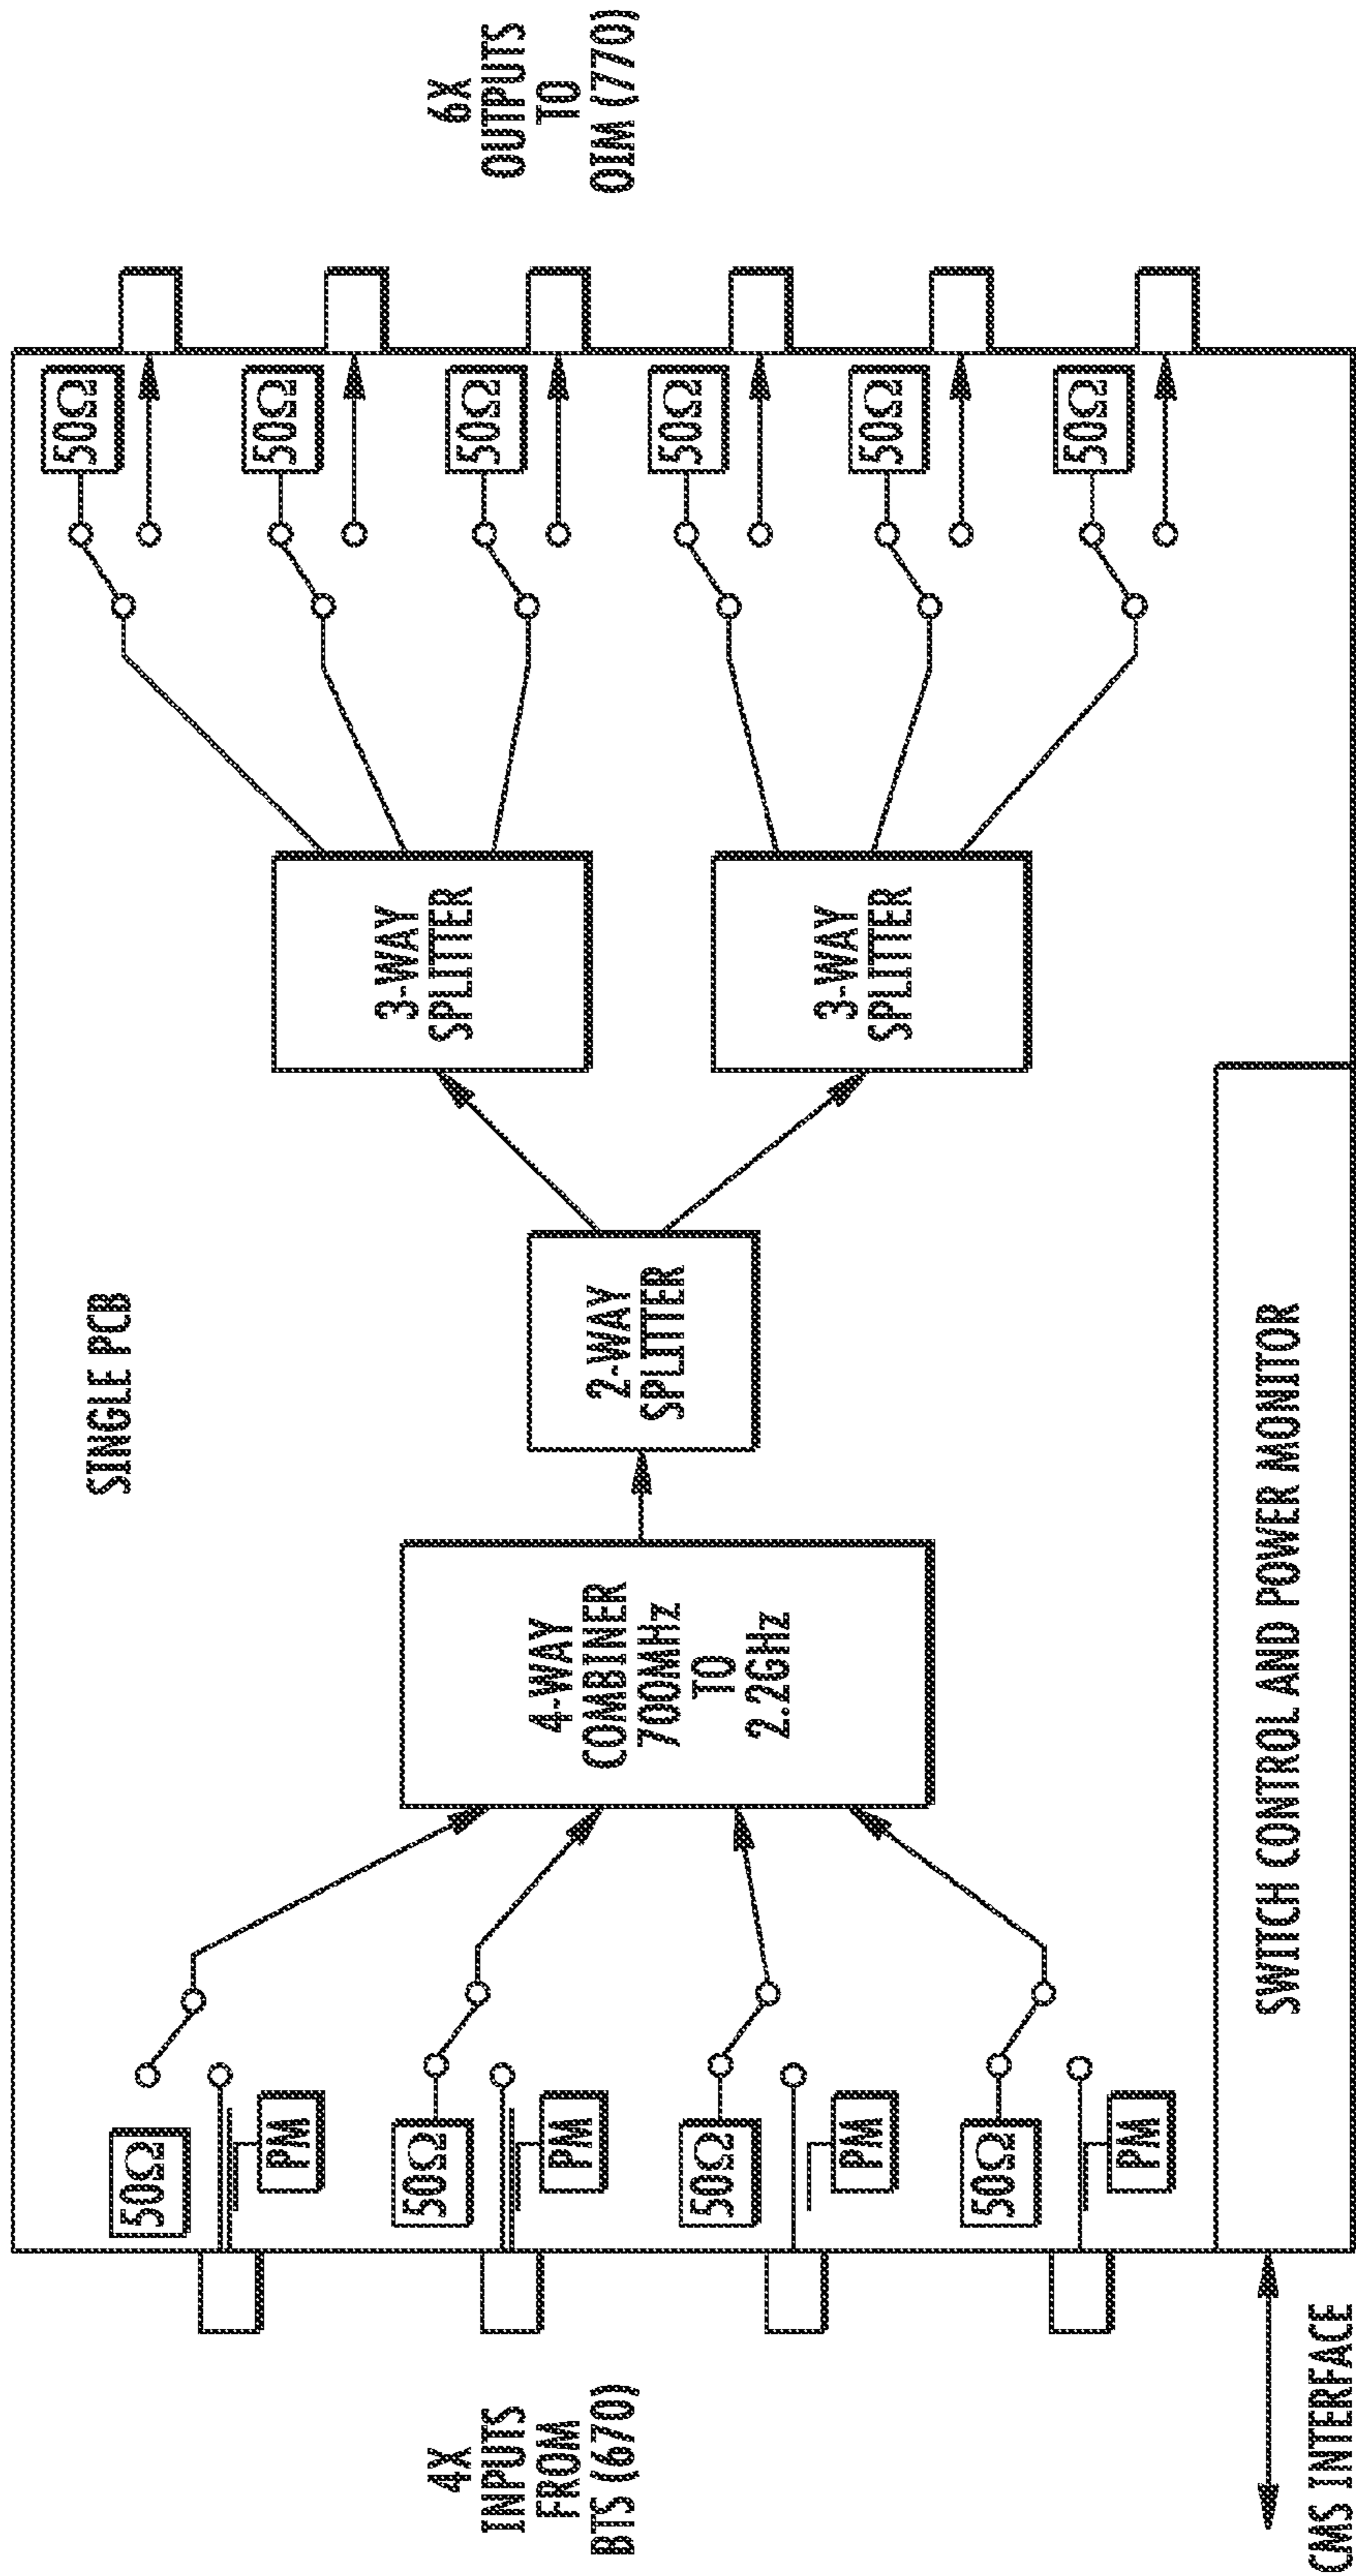 SINGLE PCB
4X
INPUTS
FROM
BTS (670)
50Ω
PM
50Ω
PM
50Ω
PM
50Ω
PM
4-WAY
COMBINER
700MHz
TO
2.2GHz
2-WAY
SPLITTER
3-WAY
SPLITTER
3-WAY
SPLITTER
50Ω
50Ω
50Ω
50Ω
50Ω
50Ω
6X
OUTPUTS
TO
OIM (770)
SWITCH CONTROL AND POWER MONITOR
CMS INTERFACE